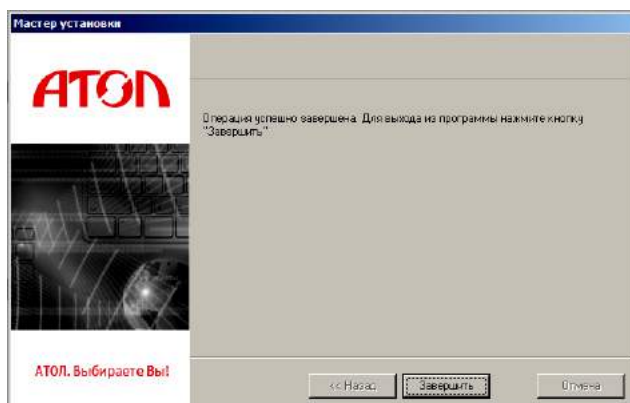 Мастер установки
АТОЛ
Операция успешно завершена. Для выхода из программы нажмите кнопку
"Завершить"
АТОЛ. Выбираете Вы!
<< Назад
Завершить
Отмена